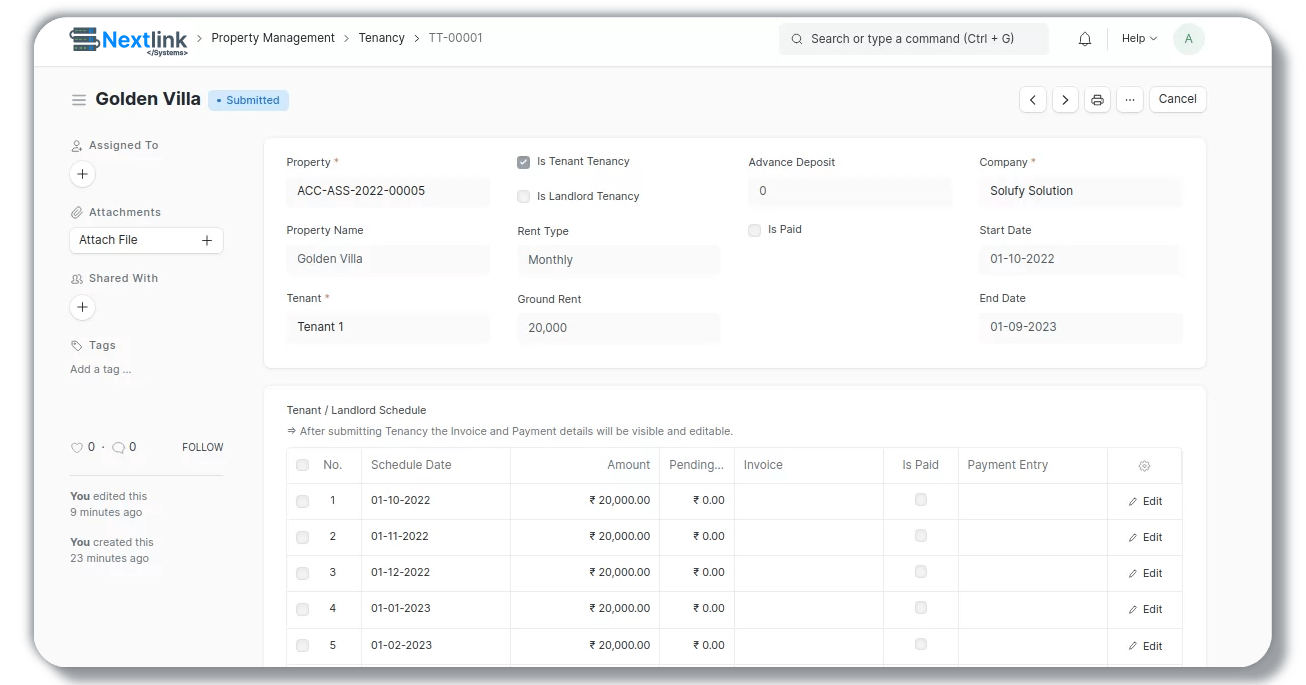 Nextlink
</Systems>
Property Management
Tenancy
TT-00001
Search or type a command (Ctrl + G)
Help
A
Golden Villa
• Submitted
...
Cancel
Assigned To
+
Attachments
Attach File +
Shared With
+
Tags
Add a tag ...
0 · 0 FOLLOW
You edited this
9 minutes ago
You created this
23 minutes ago
Property *
ACC-ASS-2022-00005
Property Name
Golden Villa
Tenant *
Tenant 1
Is Tenant Tenancy
Is Landlord Tenancy
Rent Type
Monthly
Ground Rent
20,000
Advance Deposit
0
Is Paid
Company *
Solufy Solution
Start Date
01-10-2022
End Date
01-09-2023
Tenant / Landlord Schedule
⇒ After submitting Tenancy the Invoice and Payment details will be visible and editable.
No. Schedule Date Amount Pending... Invoice Is Paid Payment Entry
1 01-10-2022 ₹ 20,000.00 ₹ 0.00 Edit
2 01-11-2022 ₹ 20,000.00 ₹ 0.00 Edit
3 01-12-2022 ₹ 20,000.00 ₹ 0.00 Edit
4 01-01-2023 ₹ 20,000.00 ₹ 0.00 Edit
5 01-02-2023 ₹ 20,000.00 ₹ 0.00 Edit